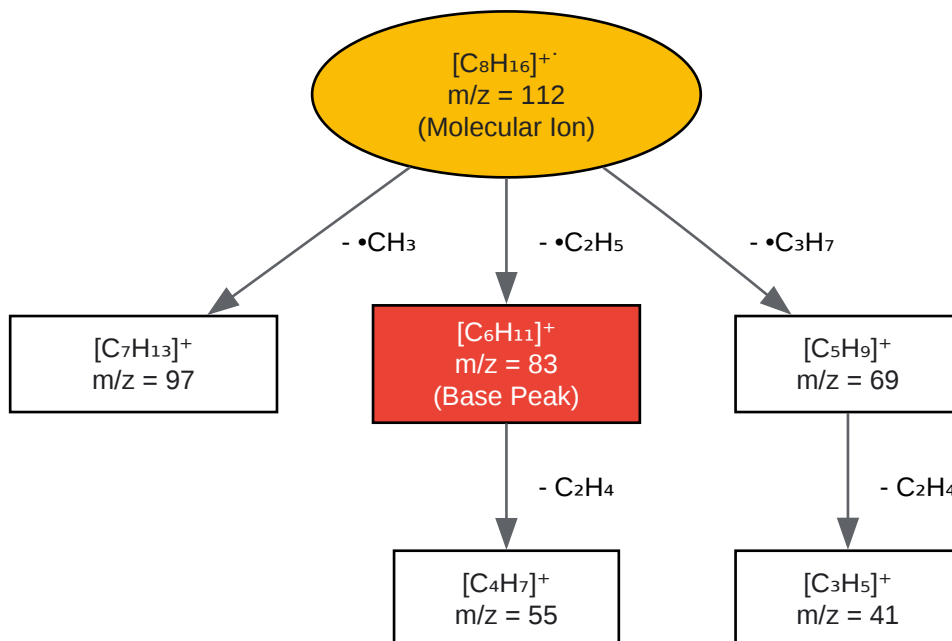 [C₈H₁₆]⁺˙
m/z = 112
(Molecular Ion)
- •CH₃
- •C₂H₅
- •C₃H₇
[C₇H₁₃]⁺
m/z = 97
[C₆H₁₁]⁺
m/z = 83
(Base Peak)
[C₅H₉]⁺
m/z = 69
- C₂H₄
- C₂H₄
[C₄H₇]⁺
m/z = 55
[C₃H₅]⁺
m/z = 41